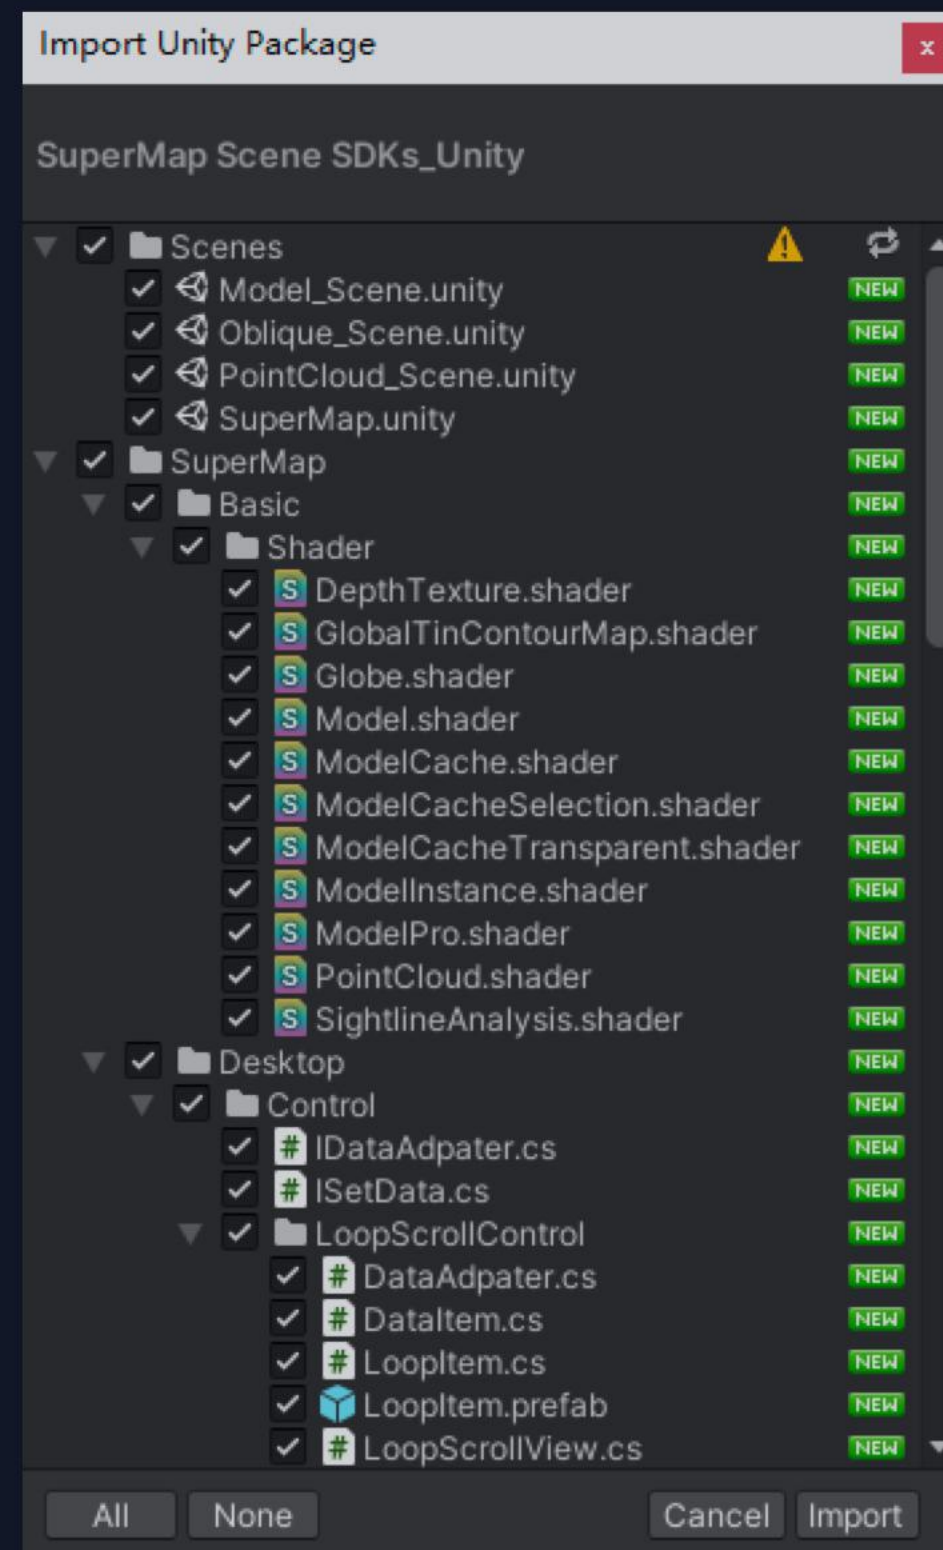 Import Unity Package
x
SuperMap Scene SDKs_Unity
Scenes
Model_Scene.unity NEW
Oblique_Scene.unity NEW
PointCloud_Scene.unity NEW
SuperMap.unity NEW
SuperMap NEW
Basic NEW
Shader NEW
S DepthTexture.shader NEW
S GlobalTinContourMap.shader NEW
S Globe.shader NEW
S Model.shader NEW
S ModelCache.shader NEW
S ModelCacheSelection.shader NEW
S ModelCacheTransparent.shader NEW
S ModelInstance.shader NEW
S ModelPro.shader NEW
S PointCloud.shader NEW
S SightlineAnalysis.shader NEW
Desktop NEW
Control NEW
# IDataAdpater.cs NEW
# ISetData.cs NEW
LoopScrollControl NEW
# DataAdpater.cs NEW
# DataItem.cs NEW
# LoopItem.cs NEW
LoopItem.prefab NEW
# LoopScrollView.cs NEW
All None Cancel Import